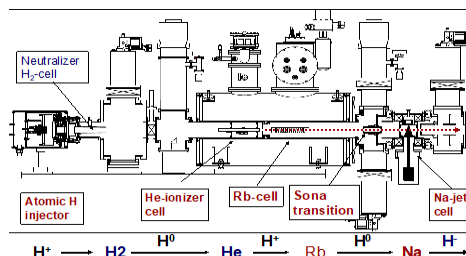 Neutralizer
H2-cell
Atomic H
injector
He-ionizer
cell
Rb-cell
Sona
transition
Na-jet
cell
H+ H2 H0 He H+ Rb H0 Na H-